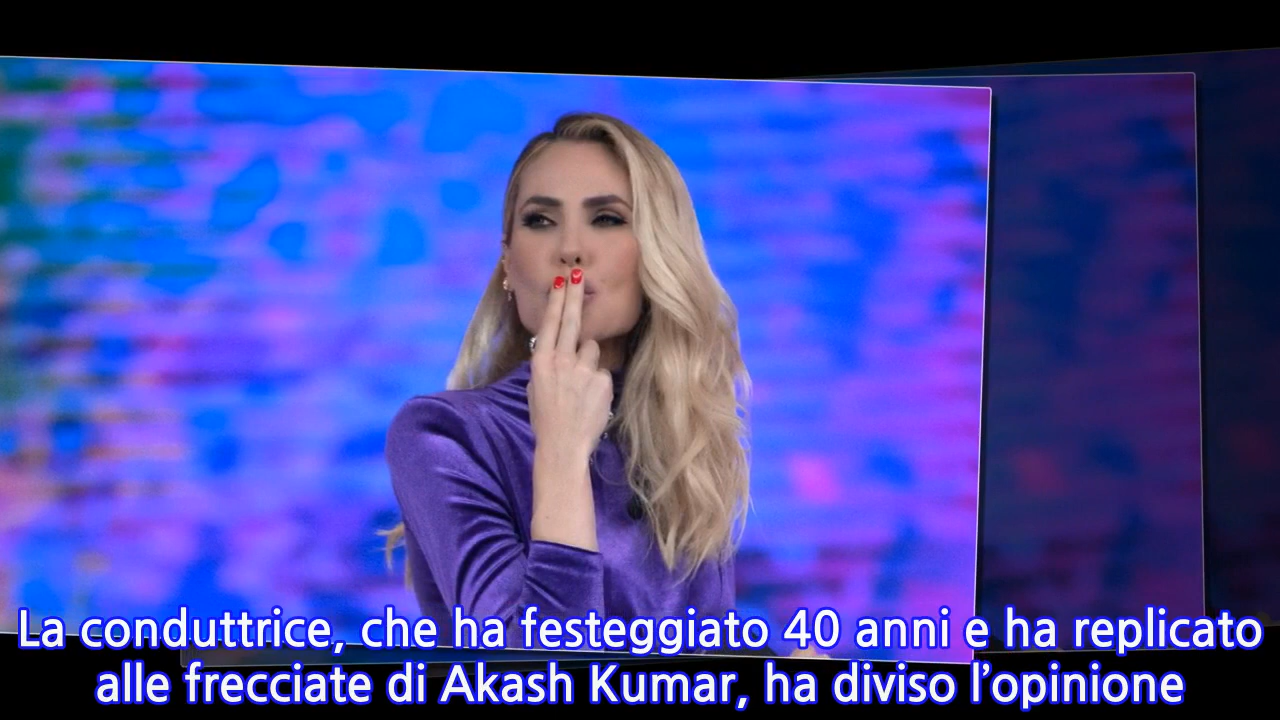 La conduttrice, che ha festeggiato 40 anni e ha replicato
alle frecciate di Akash Kumar, ha diviso l’opinione